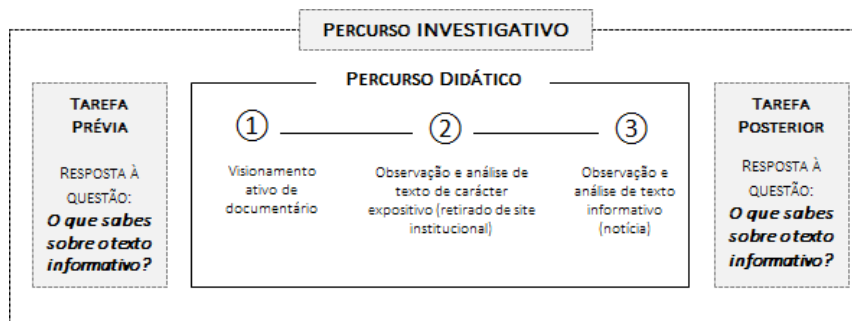 PERCURSO INVESTIGATIVO
TAREFA
PRÉVIA
RESPOSTA À
QUESTÃO:
O que sabes
sobre o texto
informativo?
PERCURSO DIDÁTICO
1
Visionamento
ativo de
documentário
2
Observação e análise de
texto de carácter
expositivo (retirado de site
institucional)
3
Observação e
análise de texto
informativo
(notícia)
TAREFA
POSTERIOR
RESPOSTA À
QUESTÃO:
O que sabes
sobre o texto
informativo?